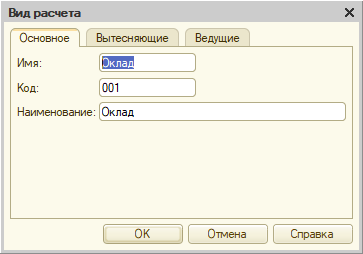 Вид расчета
Основное Вытесняющие Ведущие
Имя: Оклад
Код: 001
Наименование: Оклад
OK Отмена Справка